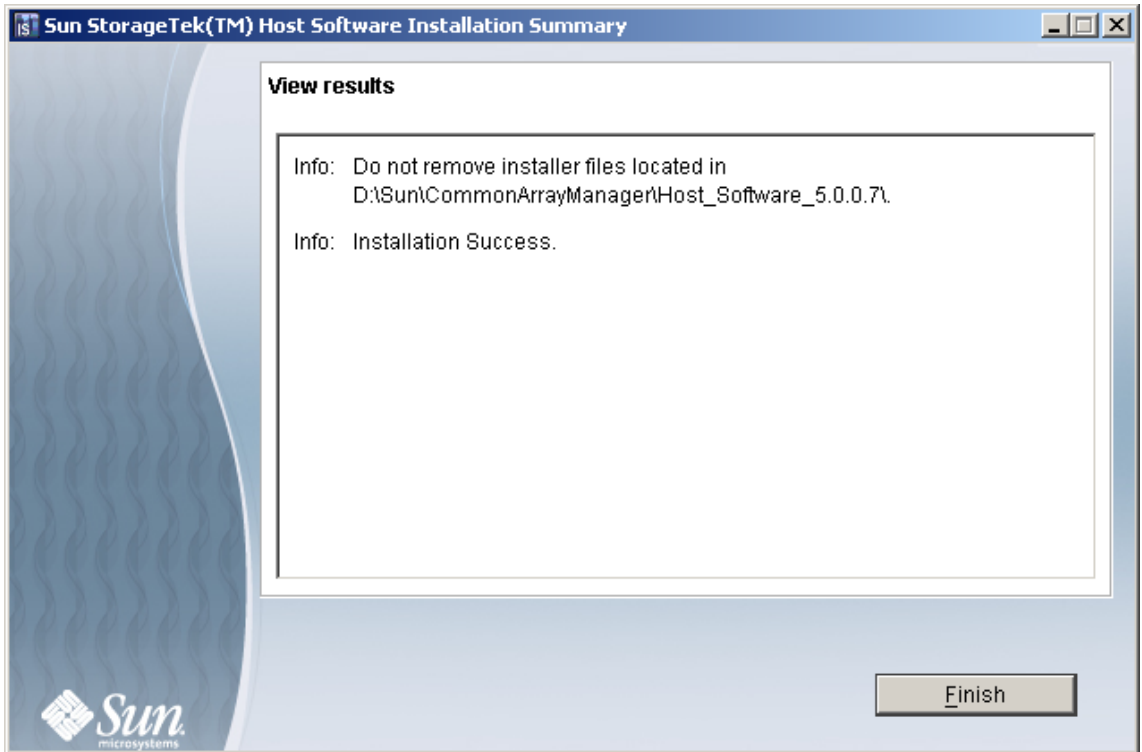 Sun StorageTek(TM) Host Software Installation Summary
View results
Info: Do not remove installer files located in
D:\Sun\CommonArrayManager\Host_Software_5.0.0.7\.
Info: Installation Success.
Finish
Sun
microsystems